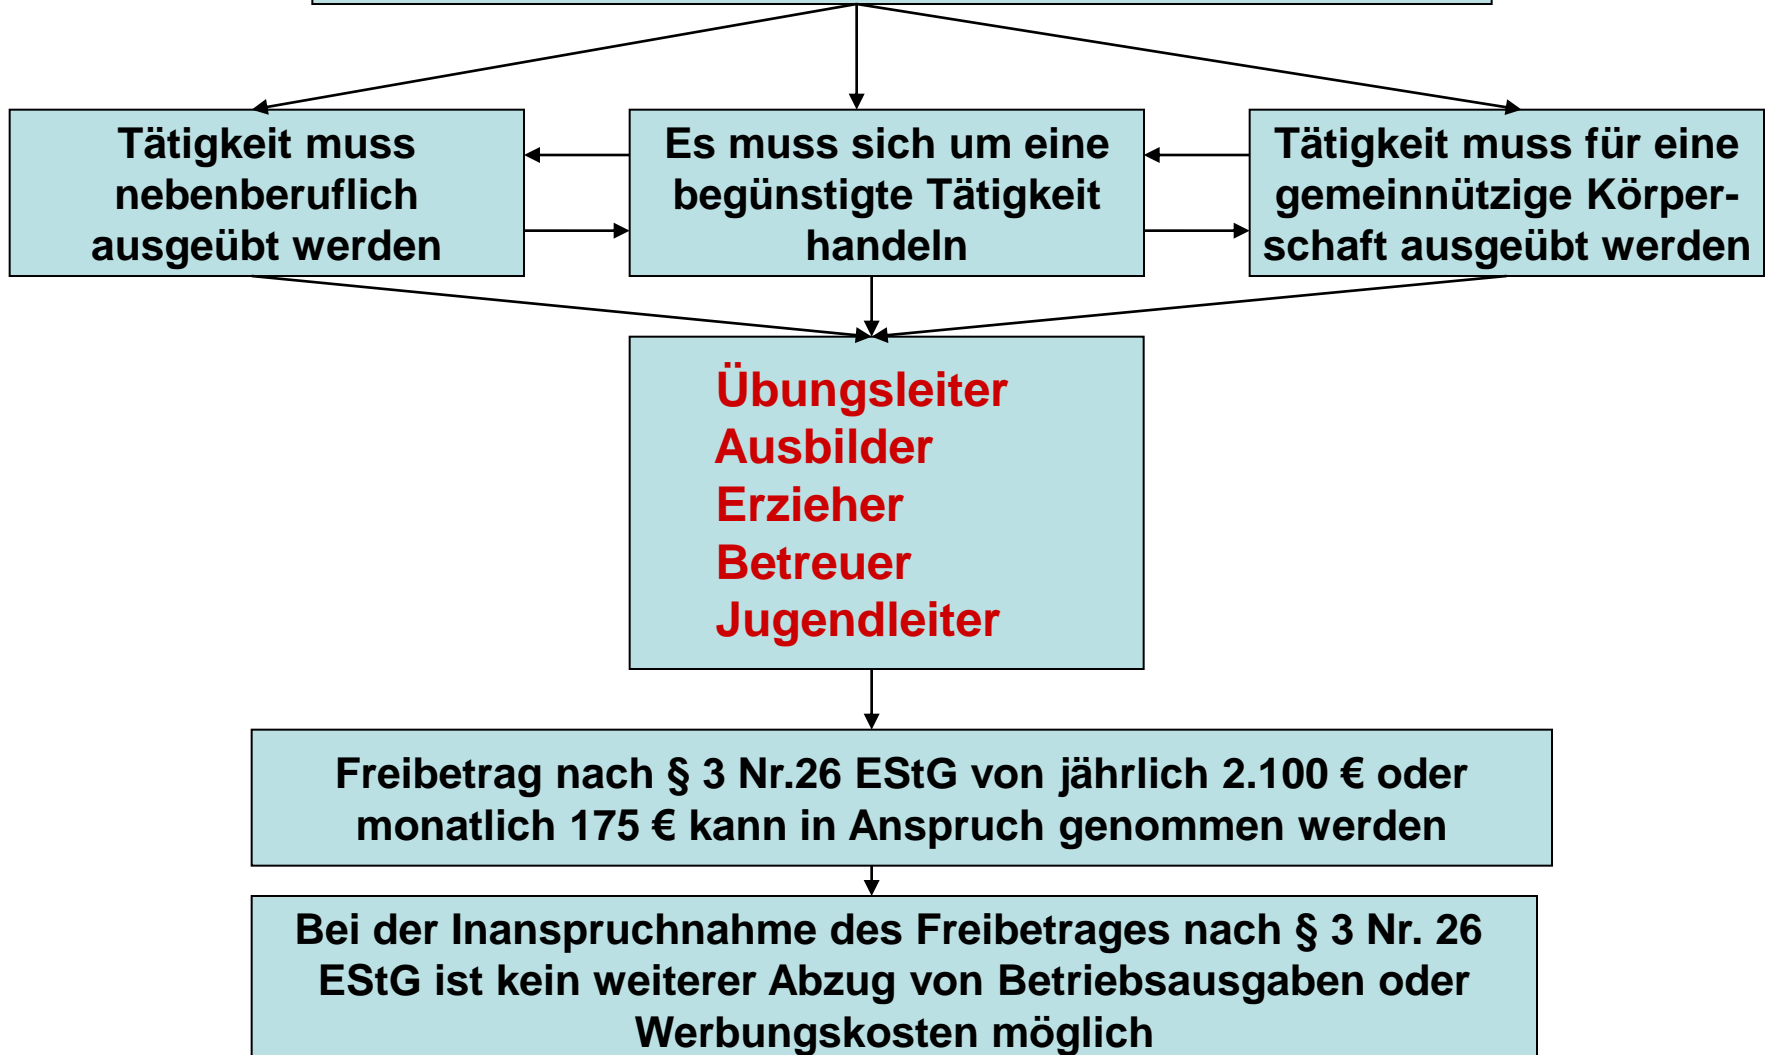 Tätigkeit muss
nebenberuflich
ausgeübt werden
Es muss sich um eine
begünstigte Tätigkeit
handeln
Tätigkeit muss für eine
gemeinnützige Körper-
schaft ausgeübt werden
Übungsleiter
Ausbilder
Erzieher
Betreuer
Jugendleiter
Freibetrag nach § 3 Nr.26 EStG von jährlich 2.100 € oder
monatlich 175 € kann in Anspruch genommen werden
Bei der Inanspruchnahme des Freibetrages nach § 3 Nr. 26
EStG ist kein weiterer Abzug von Betriebsausgaben oder
Werbungskosten möglich